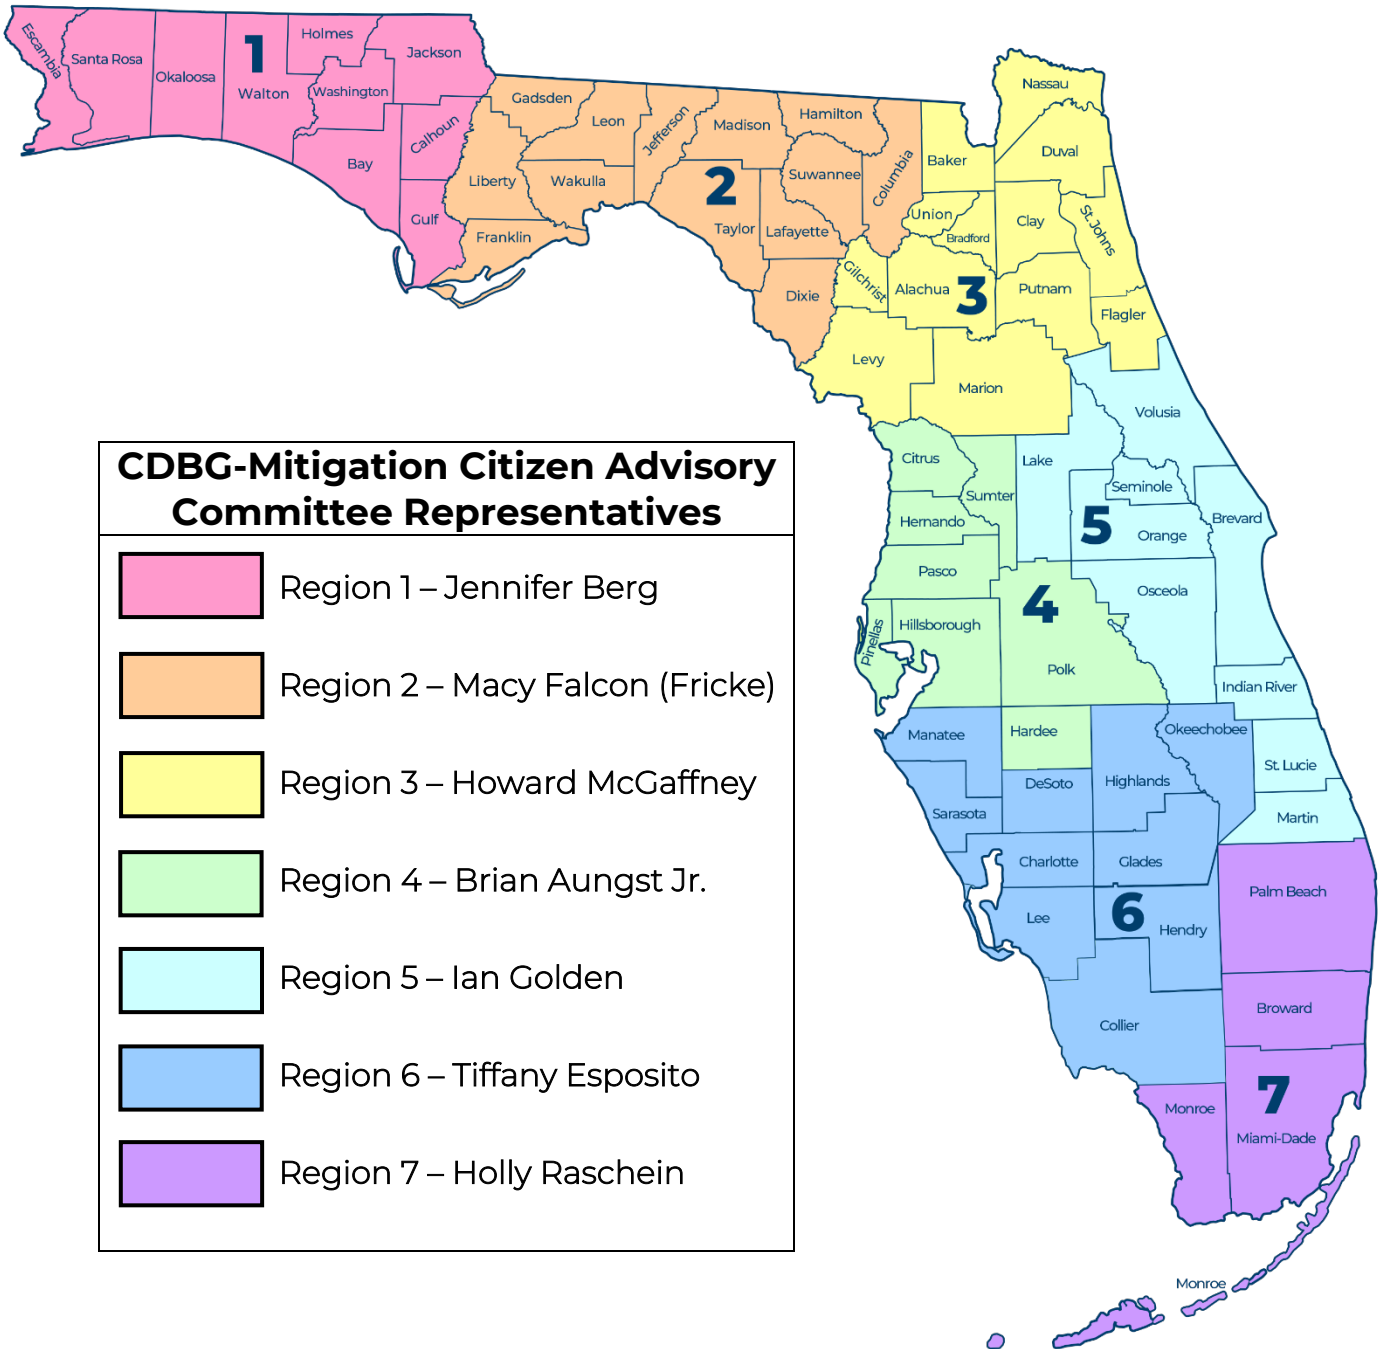 Escambia
Santa Rosa
Okaloosa
1
Walton
Holmes
Washington
Jackson
Bay
Calhoun
Gulf
Gadsden
Leon
Jefferson
Madison
Hamilton
Liberty
Wakulla
Franklin
2
Taylor
Suwannee
Lafayette
Columbia
Dixie
Nassau
Baker
Duval
Union
Bradford
Clay
St. Johns
Gilchrist
Alachua
3
Putnam
Flagler
Levy
Marion
Volusia
Citrus
Sumter
Lake
Seminole
Hernando
5
Orange
Brevard
Pasco
Osceola
4
Pinellas
Hillsborough
Polk
Indian River
Manatee
Hardee
Okeechobee
St. Lucie
DeSoto
Highlands
Sarasota
Martin
Charlotte
Glades
Lee
6
Hendry
Palm Beach
Broward
Collier
7
Monroe
Miami-Dade
Monroe
CDBG-Mitigation Citizen Advisory
Committee Representatives
Region 1 – Jennifer Berg
Region 2 – Macy Falcon (Fricke)
Region 3 – Howard McGaffney
Region 4 – Brian Aungst Jr.
Region 5 – Ian Golden
Region 6 – Tiffany Esposito
Region 7 – Holly Raschein